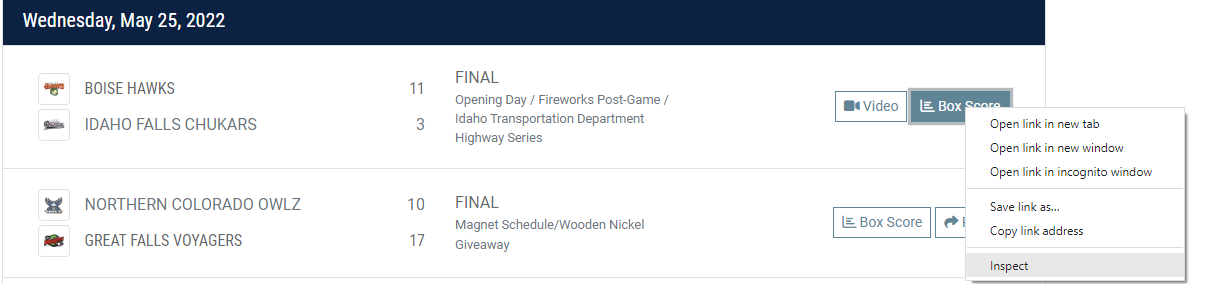 Wednesday, May 25, 2022
BOISE HAWKS 11
IDAHO FALLS CHUKARS 3
FINAL
Opening Day / Fireworks Post-Game /
Idaho Transportation Department
Highway Series
Video
Box Score
Open link in new tab
Open link in new window
Open link in incognito window
Save link as...
Copy link address
Inspect
NORTHERN COLORADO OWLZ 10
GREAT FALLS VOYAGERS 17
FINAL
Magnet Schedule/Wooden Nickel
Giveaway
Box Score